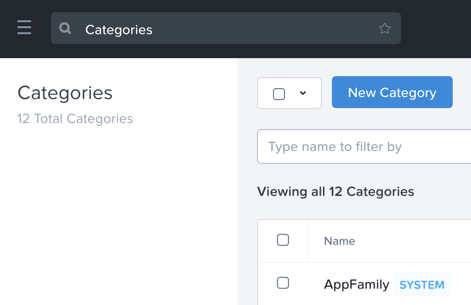 Categories
Categories
12 Total Categories
New Category
Type name to filter by
Viewing all 12 Categories
Name
AppFamily SYSTEM